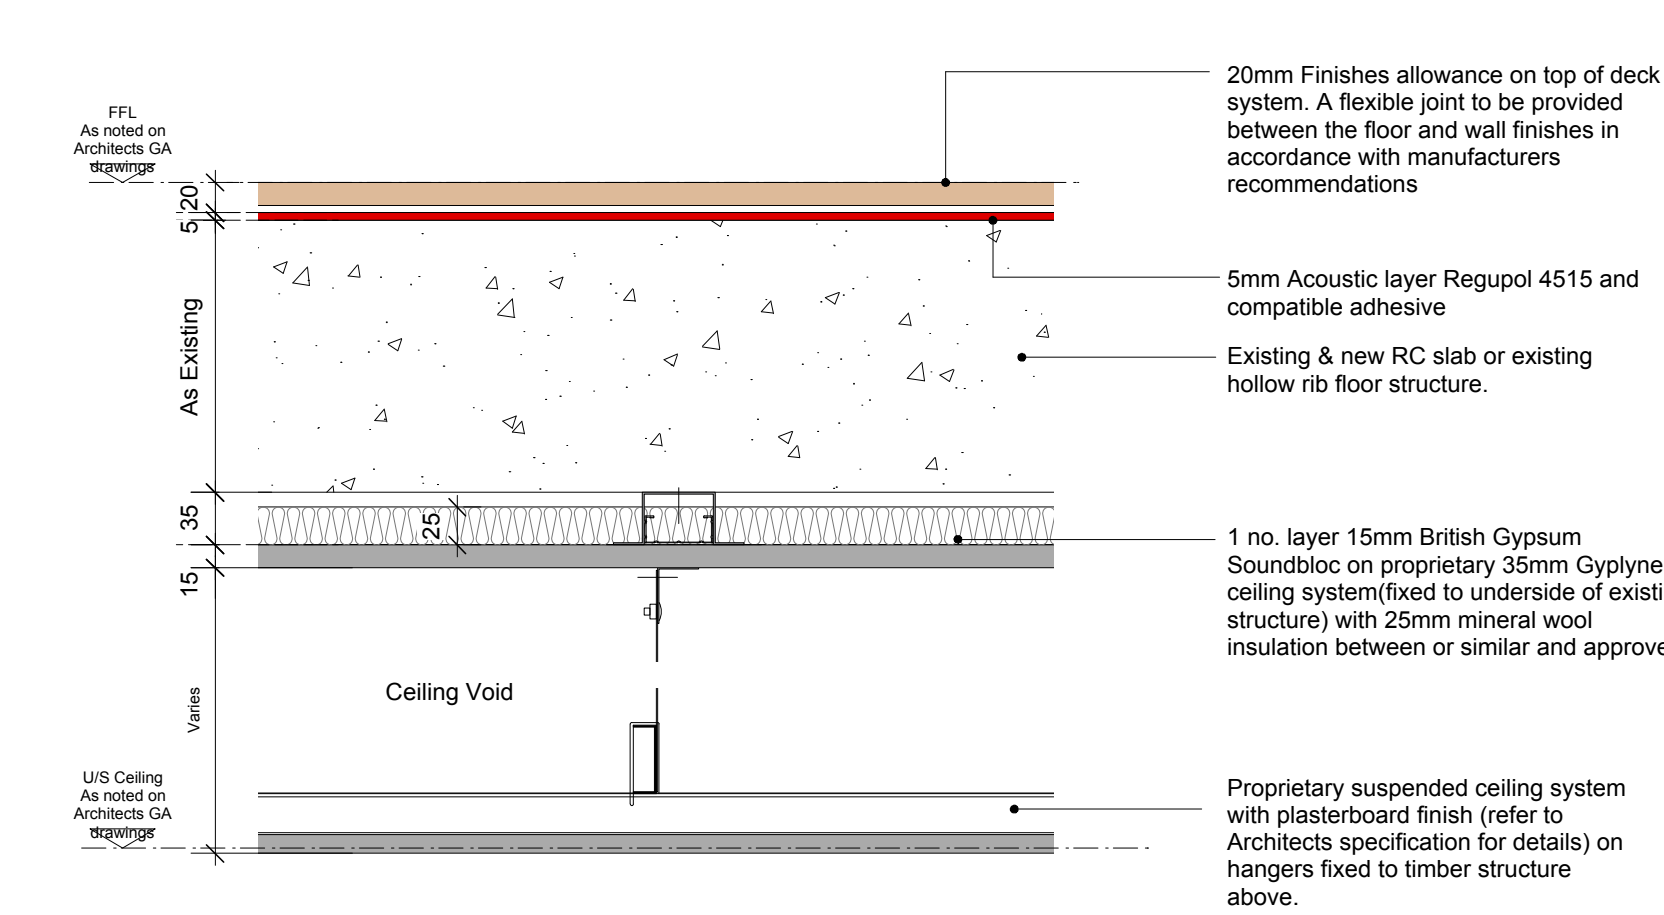 20mm Finishes allowance on top of deck
system. A flexible joint to be provided
between the floor and wall finishes in
accordance with manufacturers
recommendations
FFL
As noted on
Architects GA
drawings
20
5
5mm Acoustic layer Regupol 4515 and
compatible adhesive
As Existing
Existing & new RC slab or existing
hollow rib floor structure.
35
25
15
1 no. layer 15mm British Gypsum
Soundbloc on proprietary 35mm Gyplyne
ceiling system(fixed to underside of existi
structure) with 25mm mineral wool
insulation between or similar and approve
Ceiling Void
Varies
U/S Ceiling
As noted on
Architects GA
drawings
Proprietary suspended ceiling system
with plasterboard finish (refer to
Architects specification for details) on
hangers fixed to timber structure
above.